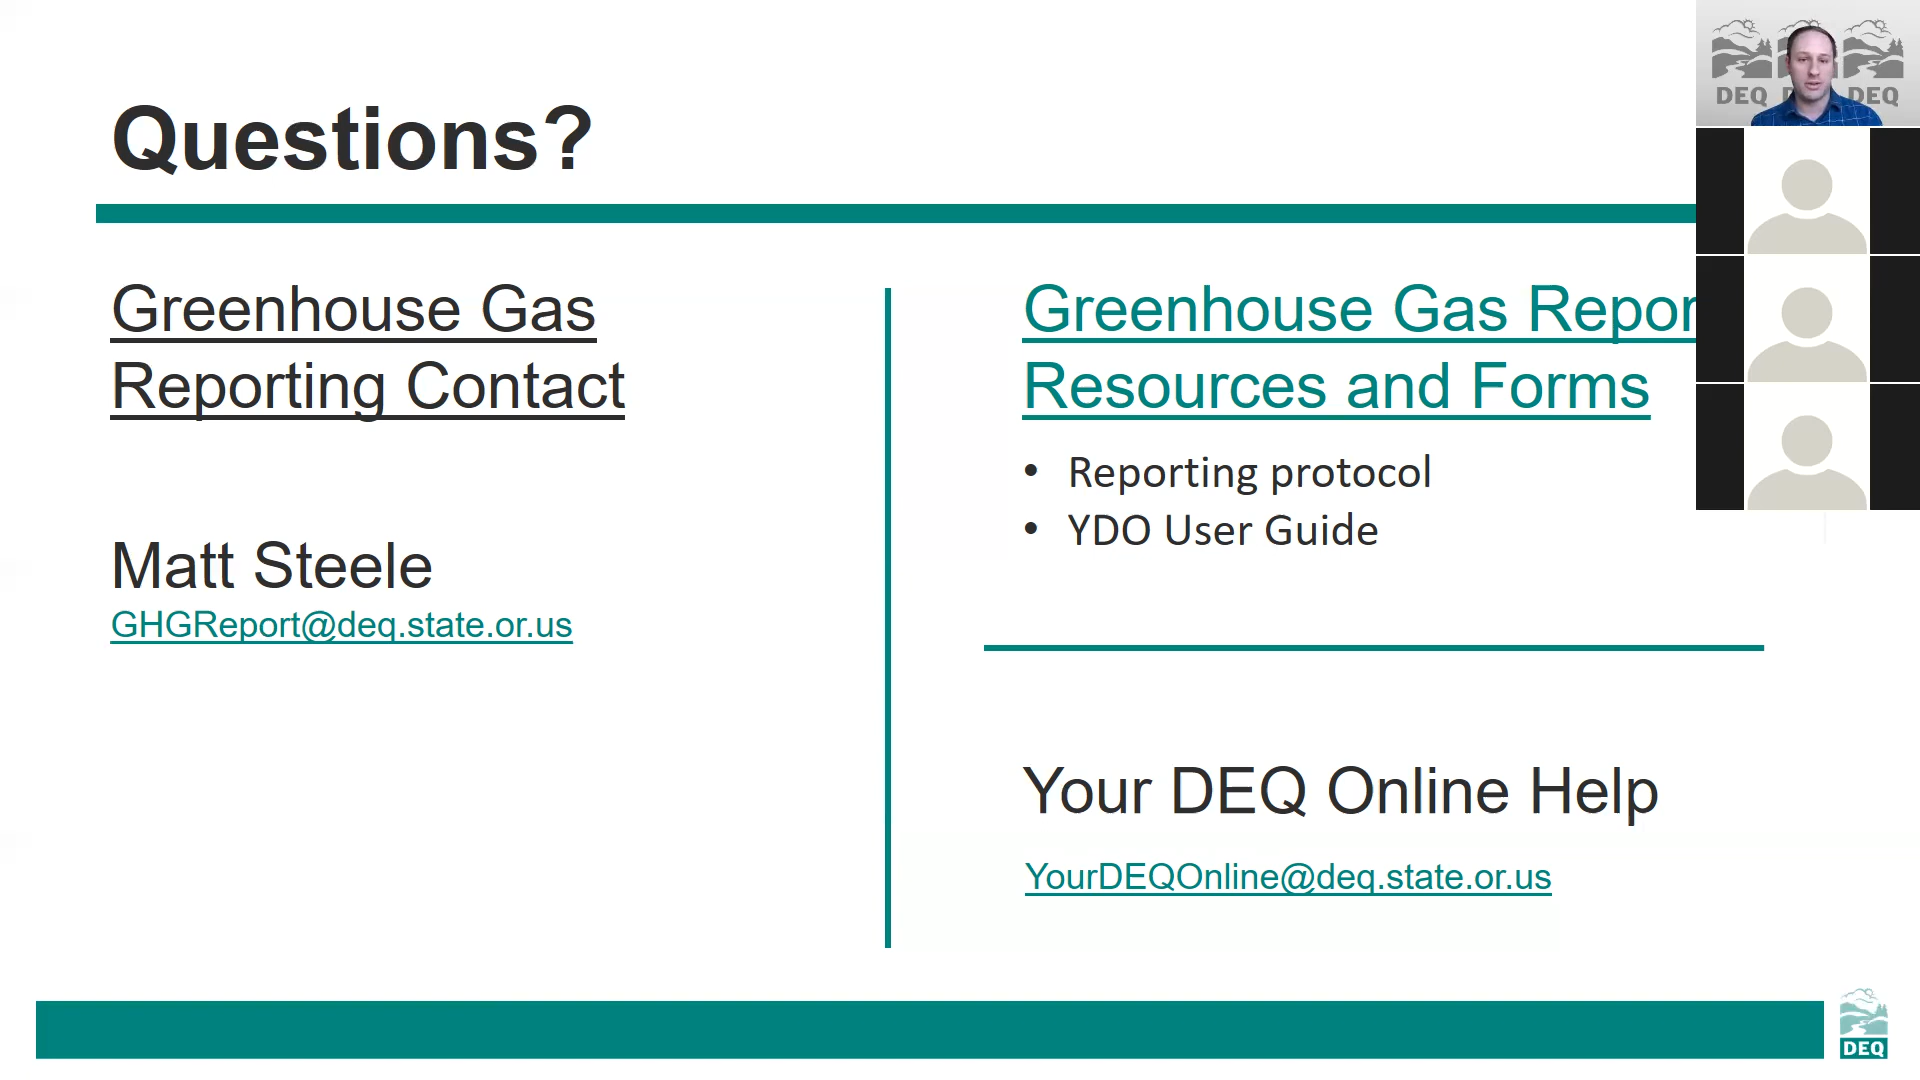 Questions?
Greenhouse Gas
Reporting Contact
Matt Steele
GHGReport@deq.state.or.us
Greenhouse Gas Repor
Resources and Forms
• Reporting protocol
• YDO User Guide
Your DEQ Online Help
YourDEQOnline@deq.state.or.us
DEQ D DEQ
DEQ